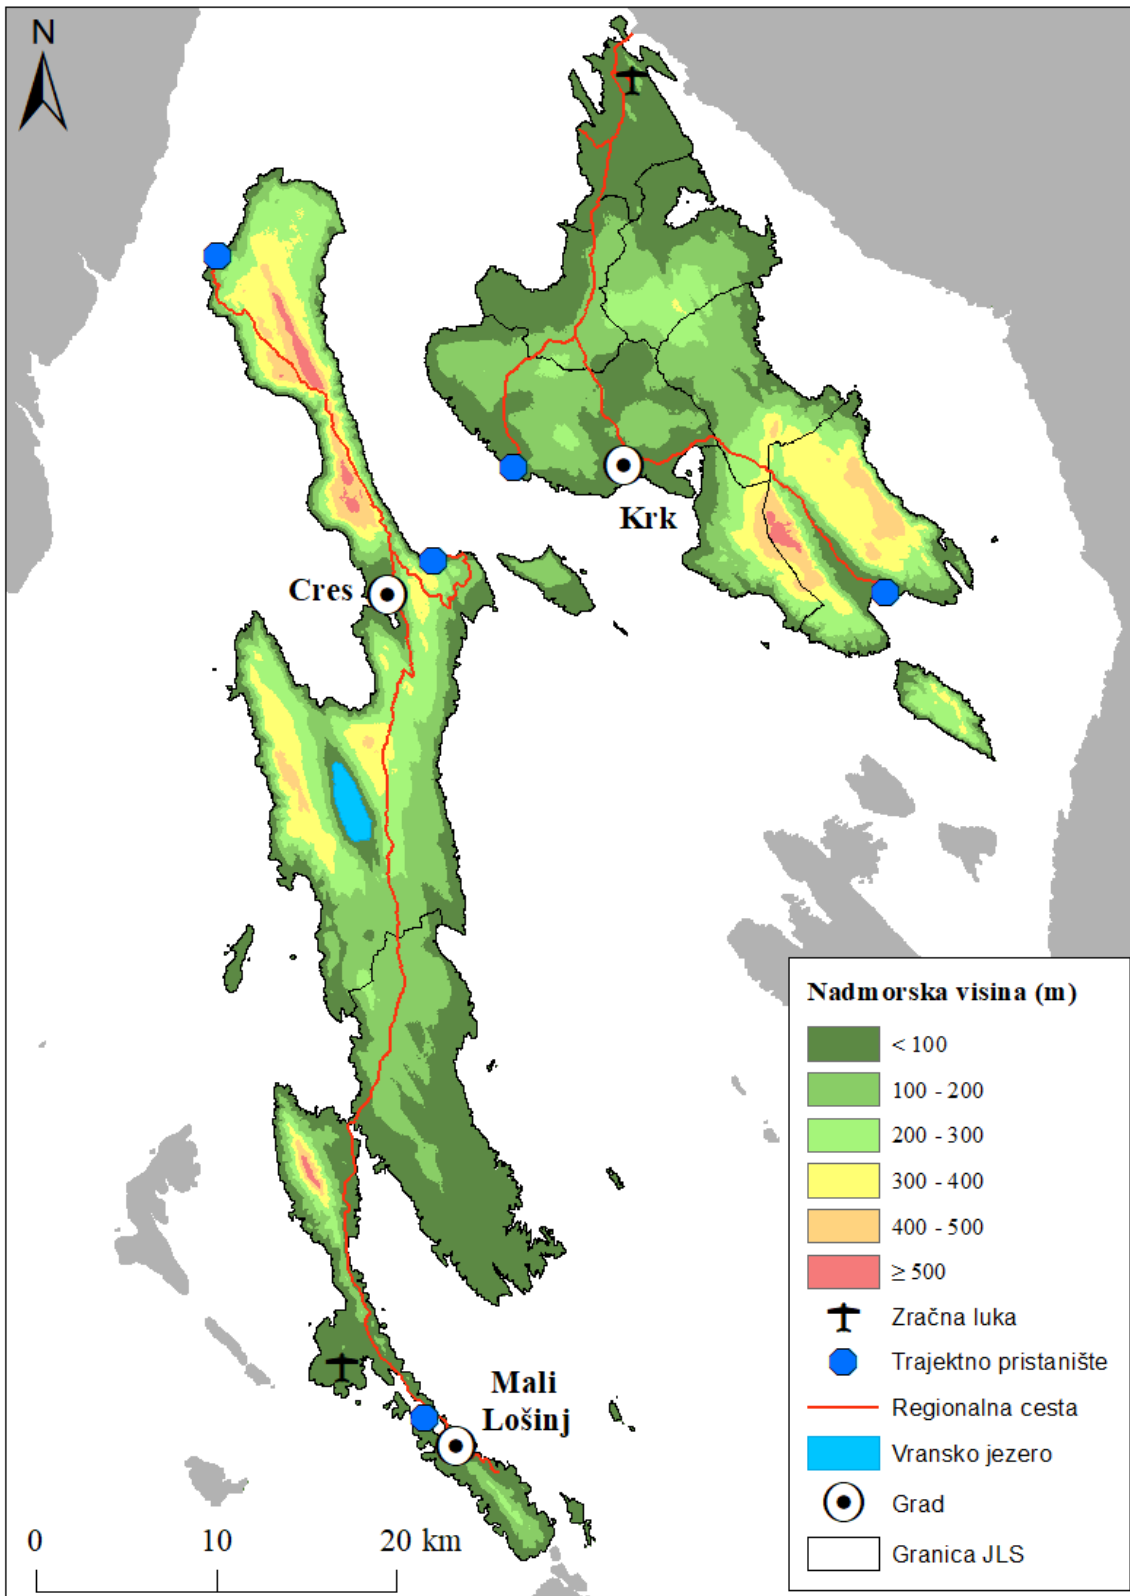 N
Krk
Cres
Mali
Lošinj
0 10 20 km
Nadmorska visina (m)
< 100
100 - 200
200 - 300
300 - 400
400 - 500
≥ 500
Zračna luka
Trajektno pristanište
Regionalna cesta
Vransko jezero
Grad
Granica JLS